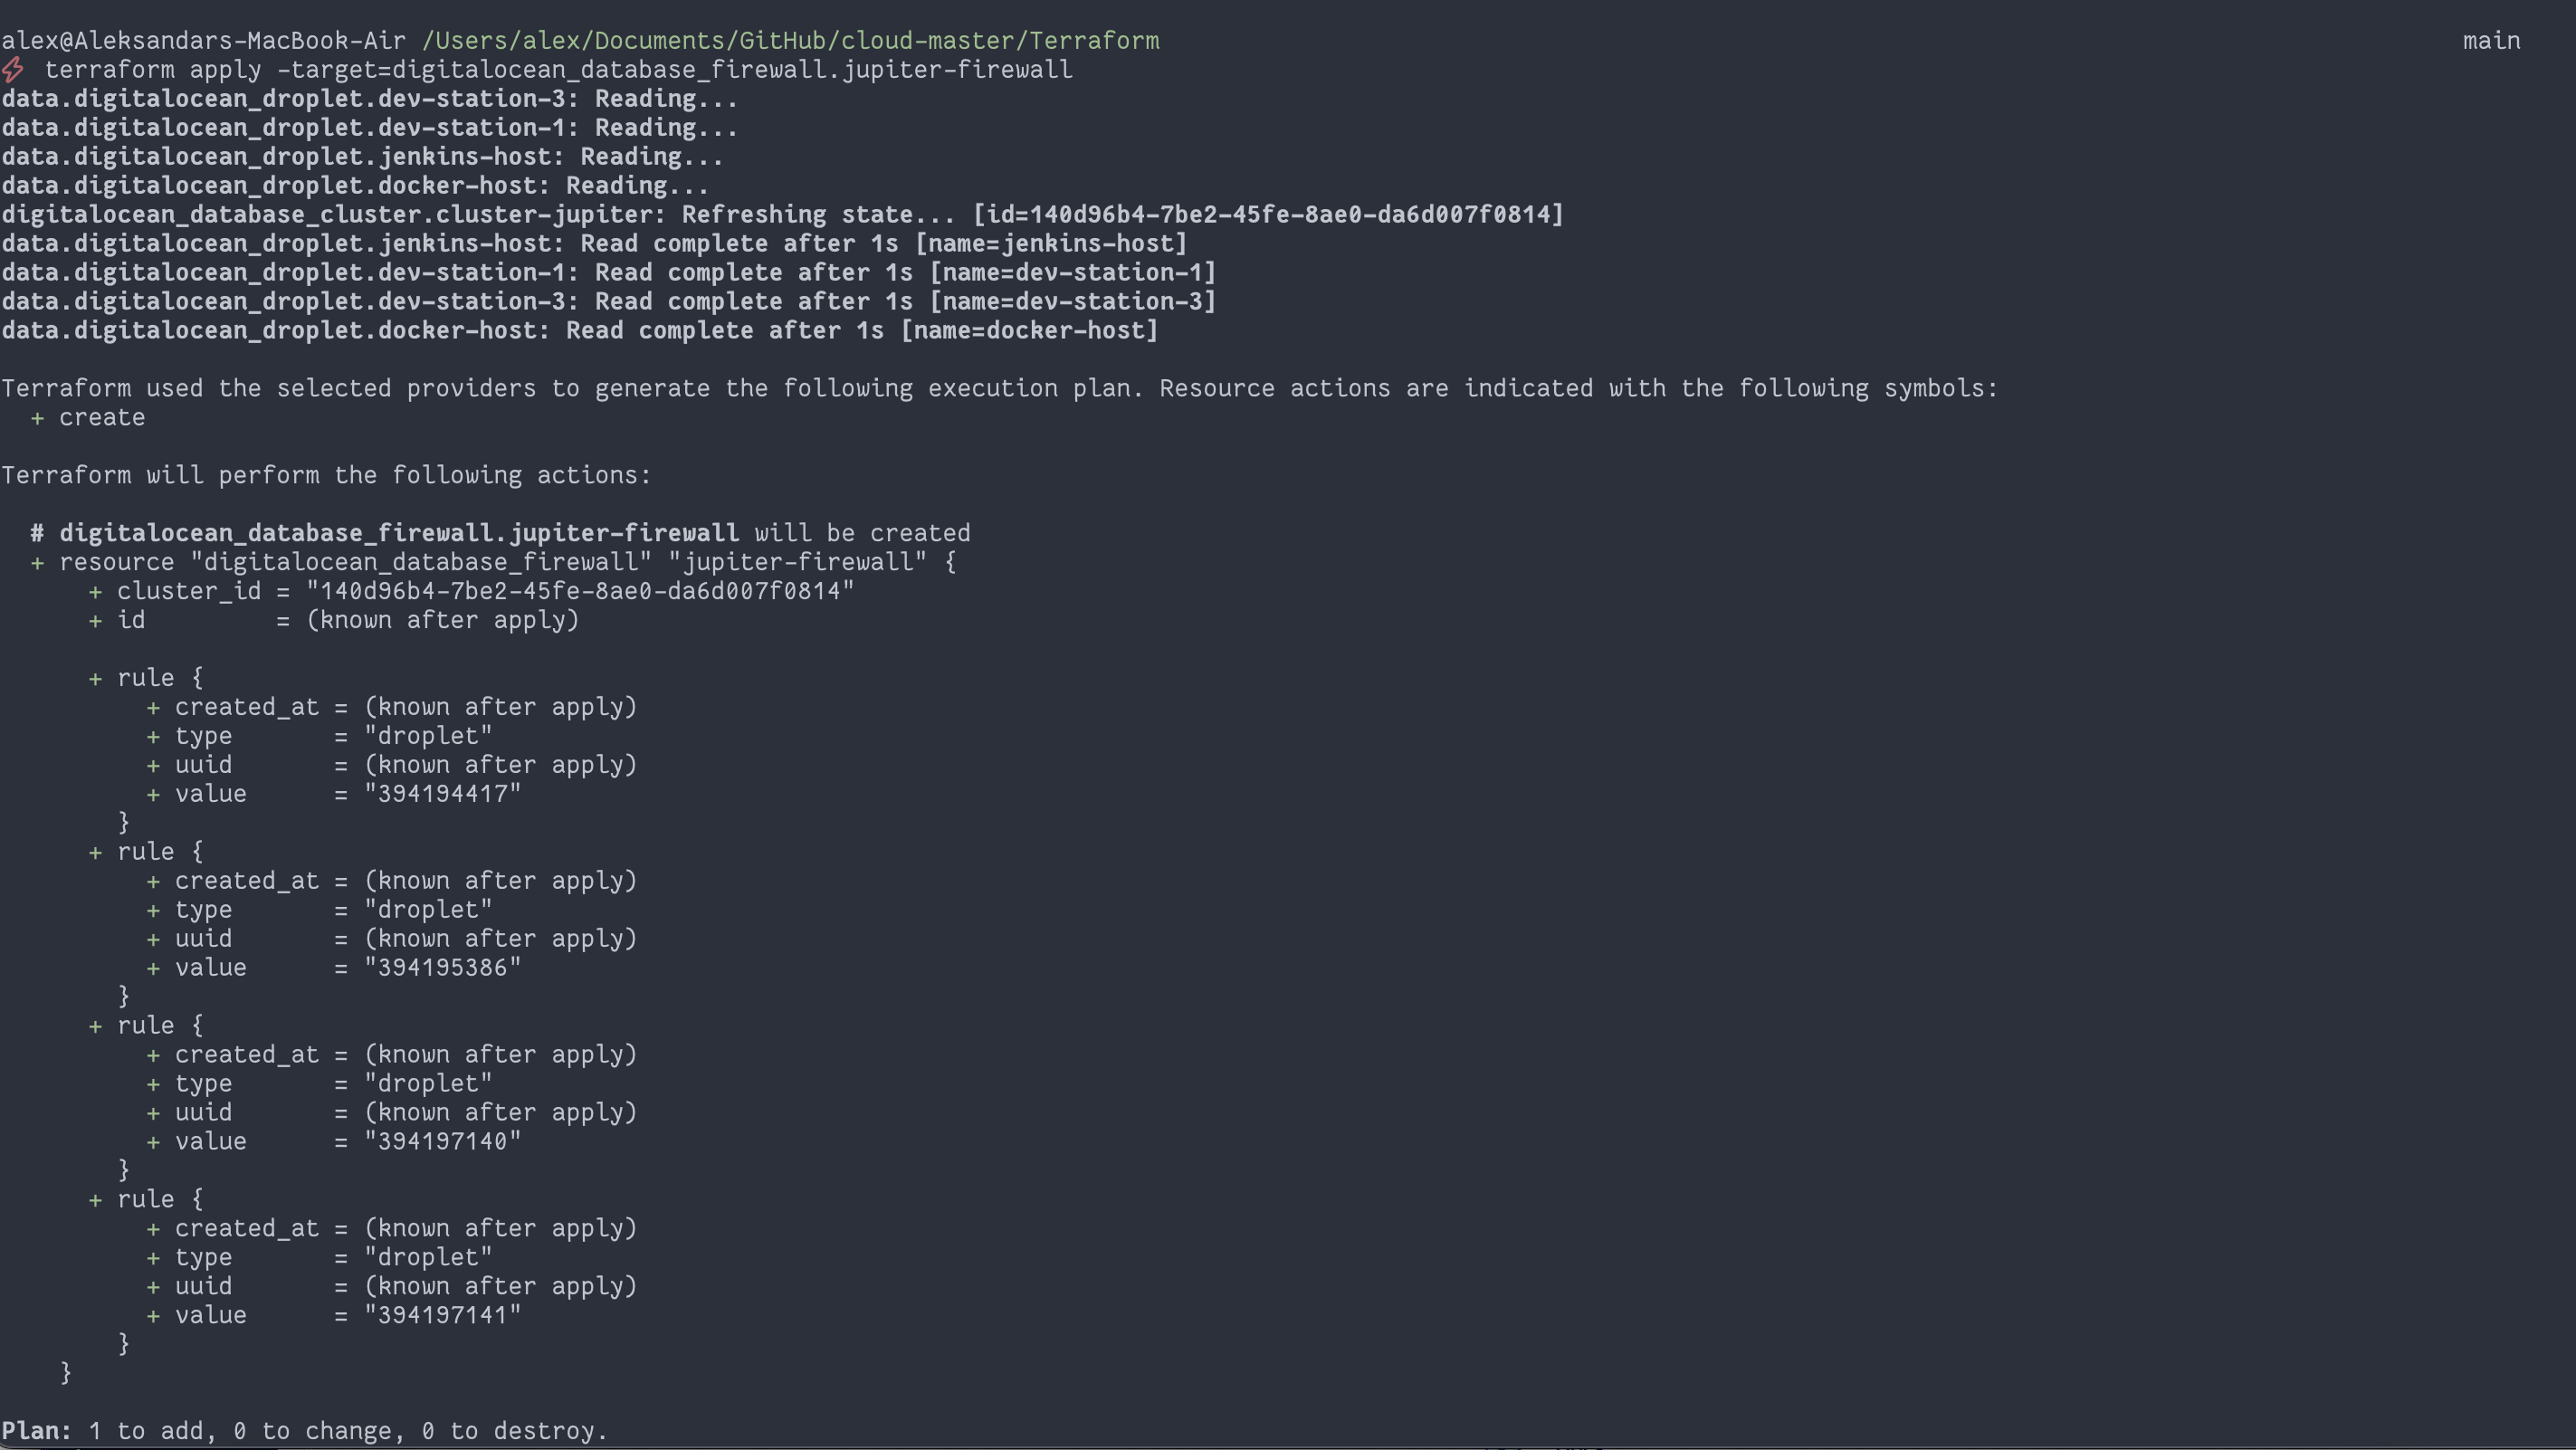 alex@Aleksandars-MacBook-Air /Users/alex/Documents/GitHub/cloud-master/Terraform main
terraform apply -target=digitalocean_database_firewall.jupiter-firewall
data.digitalocean_droplet.dev-station-3: Reading...
data.digitalocean_droplet.dev-station-1: Reading...
data.digitalocean_droplet.jenkins-host: Reading...
data.digitalocean_droplet.docker-host: Reading...
digitalocean_database_cluster.cluster-jupiter: Refreshing state... [id=140d96b4-7be2-45fe-8ae0-da6d007f0814]
data.digitalocean_droplet.jenkins-host: Read complete after 1s [name=jenkins-host]
data.digitalocean_droplet.dev-station-1: Read complete after 1s [name=dev-station-1]
data.digitalocean_droplet.dev-station-3: Read complete after 1s [name=dev-station-3]
data.digitalocean_droplet.docker-host: Read complete after 1s [name=docker-host]
Terraform used the selected providers to generate the following execution plan. Resource actions are indicated with the following symbols:
+ create
Terraform will perform the following actions:
# digitalocean_database_firewall.jupiter-firewall will be created
+ resource "digitalocean_database_firewall" "jupiter-firewall" {
+ cluster_id = "140d96b4-7be2-45fe-8ae0-da6d007f0814"
+ id = (known after apply)
+ rule {
+ created_at = (known after apply)
+ type = "droplet"
+ uuid = (known after apply)
+ value = "394194417"
}
+ rule {
+ created_at = (known after apply)
+ type = "droplet"
+ uuid = (known after apply)
+ value = "394195386"
}
+ rule {
+ created_at = (known after apply)
+ type = "droplet"
+ uuid = (known after apply)
+ value = "394197140"
}
+ rule {
+ created_at = (known after apply)
+ type = "droplet"
+ uuid = (known after apply)
+ value = "394197141"
}
}
Plan: 1 to add, 0 to change, 0 to destroy.